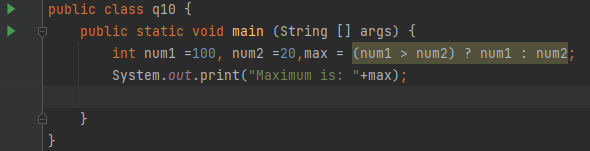 public class q10 {
public static void main (String [] args) {
int num1 =100, num2 =20,max = (num1 > num2) ? num1 : num2;
System.out.print("Maximum is: "+max);
}
}